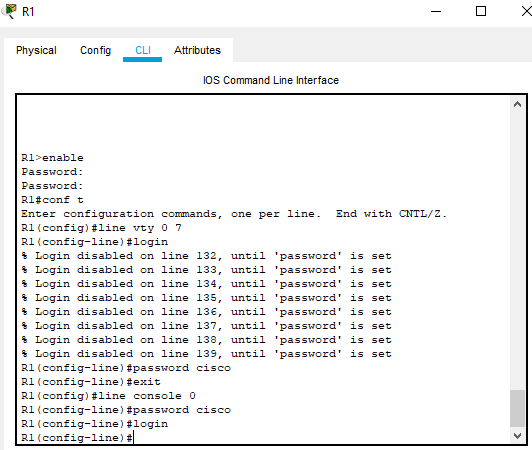 R1
Physical Config CLI Attributes
IOS Command Line Interface
R1>enable
Password:
Password:
R1#conf t
Enter configuration commands, one per line.  End with CNTL/Z.
R1(config)#line vty 0 7
R1(config-line)#login
% Login disabled on line 132, until 'password' is set
% Login disabled on line 133, until 'password' is set
% Login disabled on line 134, until 'password' is set
% Login disabled on line 135, until 'password' is set
% Login disabled on line 136, until 'password' is set
% Login disabled on line 137, until 'password' is set
% Login disabled on line 138, until 'password' is set
% Login disabled on line 139, until 'password' is set
R1(config-line)#password cisco
R1(config-line)#exit
R1(config)#line console 0
R1(config-line)#password cisco
R1(config-line)#login
R1(config-line)#